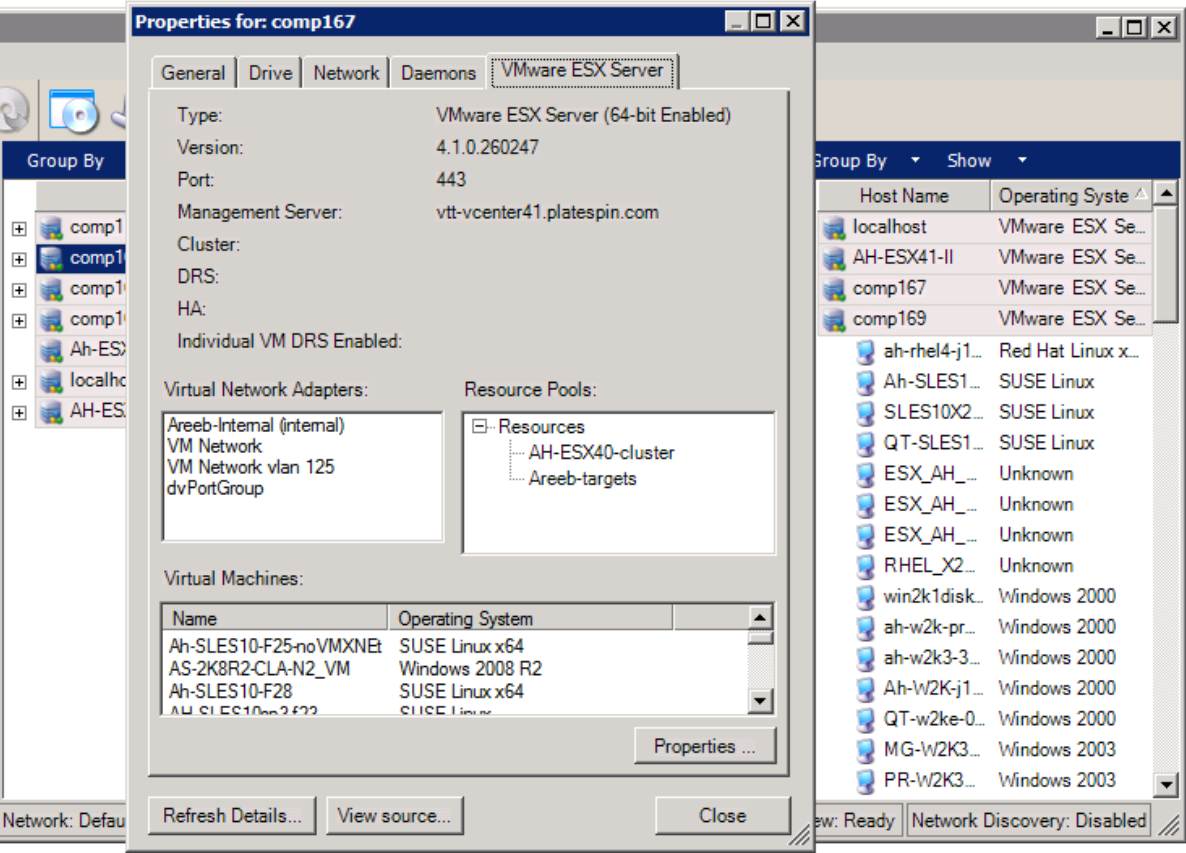 Properties for: comp167
General Drive Network Daemons VMware ESX Server
Type: VMware ESX Server (64-bit Enabled)
Version: 4.1.0.260247
Port: 443
Management Server: vtt-vcenter41.platespin.com
Cluster:
DRS:
HA:
Individual VM DRS Enabled:
Virtual Network Adapters:
Areeb-Internal (internal)
VM Network
VM Network vlan 125
dvPortGroup
Resource Pools:
Resources
AH-ESX40-cluster
Areeb-targets
Virtual Machines:
Name Operating System
Ah-SLES10-F25-noVMXNEt SUSE Linux x64
AS-2K8R2-CLA-N2_VM Windows 2008 R2
Ah-SLES10-F28 SUSE Linux x64
AH-SLES10sp3 f23 SUSE Linux
Properties ...
Refresh Details... View source... Close
Group By
comp1
comp1
comp1
comp1
Ah-ESX
localho
AH-ES
Network: Defau
Group By Show
Host Name Operating Syste
localhost VMware ESX Se...
AH-ESX41-II VMware ESX Se...
comp167 VMware ESX Se...
comp169 VMware ESX Se...
ah-rhel4-j1... Red Hat Linux x...
Ah-SLES1... SUSE Linux
SLES10X2... SUSE Linux
QT-SLES1... SUSE Linux
ESX_AH_... Unknown
ESX_AH_... Unknown
ESX_AH_... Unknown
RHEL_X2... Unknown
win2k1disk... Windows 2000
ah-w2k-pr... Windows 2000
ah-w2k3-3... Windows 2000
Ah-W2K-j1... Windows 2000
QT-w2ke-0... Windows 2000
MG-W2K3... Windows 2003
PR-W2K3... Windows 2003
ew: Ready Network Discovery: Disabled